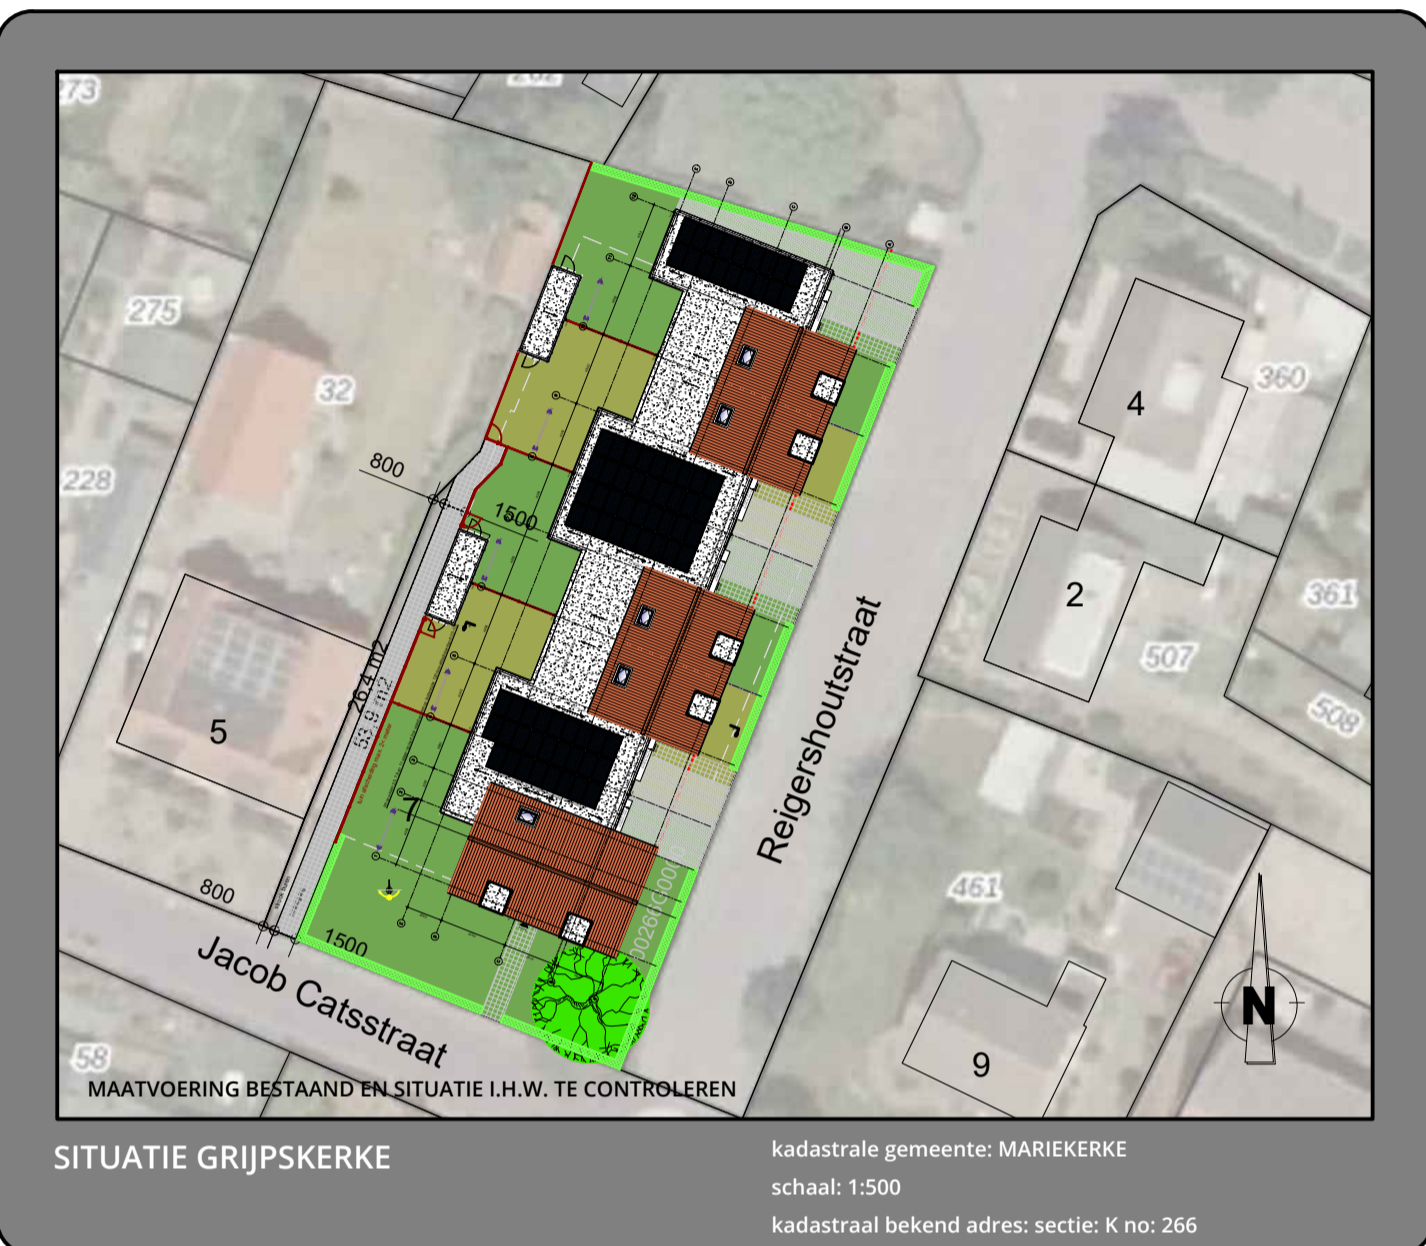 273
262
275
32
228
800
1500
4
360
2
361
507
508
5
26.4 m2
53.9 m2
7
Reigershoutstraat
461
800
1500
Jacob Catsstraat
9
N
58
MAATVOERING BESTAAND EN SITUATIE I.H.W. TE CONTROLEREN
SITUATIE GRIJPSKERKE
kadastrale gemeente: MARIEKERKE
schaal: 1:500
kadastraal bekend adres: sectie: K no: 266